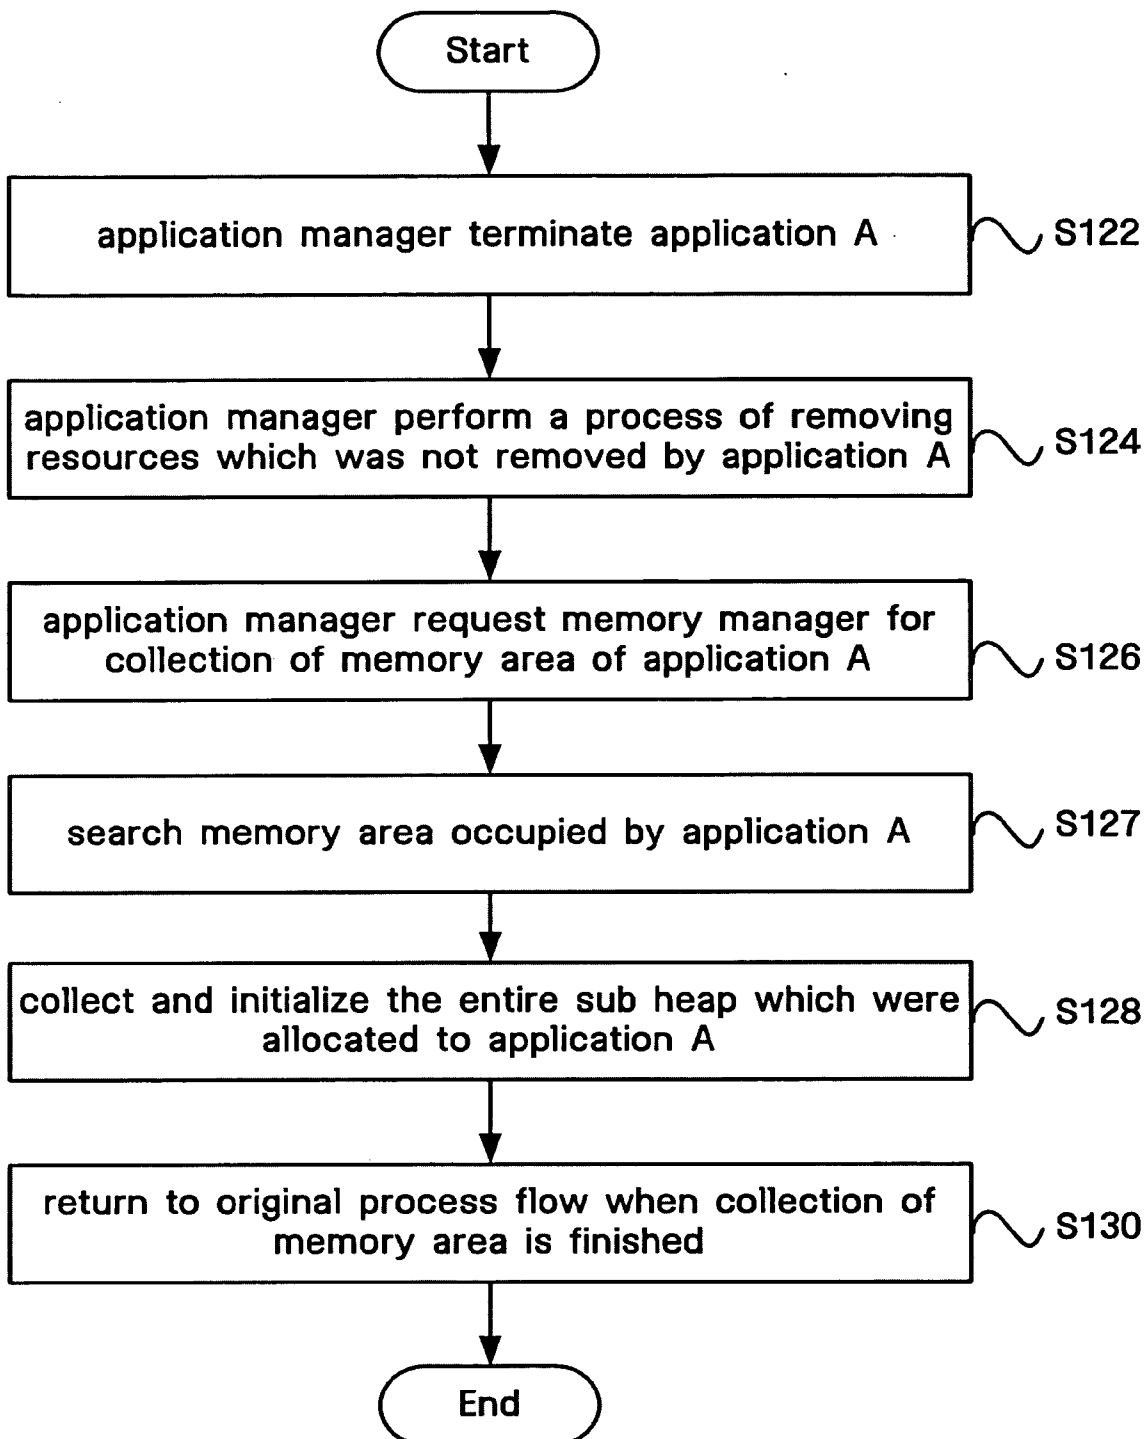 Start
application manager terminate application A
S122
application manager perform a process of removing
resources which was not removed by application A
S124
application manager request memory manager for
collection of memory area of application A
S126
search memory area occupied by application A
S127
collect and initialize the entire sub heap which were
allocated to application A
S128
return to original process flow when collection of
memory area is finished
S130
End